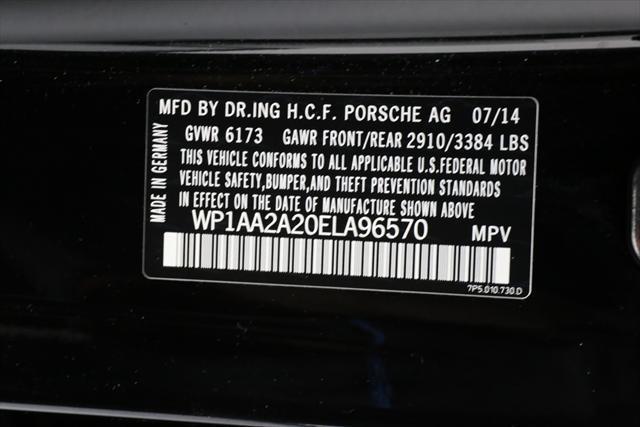 MFD BY DR.ING H.C.F. PORSCHE AG 07/14
GVWR 6173 GAWR FRONT/REAR 2910/3384 LBS
THIS VEHICLE CONFORMS TO ALL APPLICABLE U.S.FEDERAL MOTOR
VEHICLE SAFETY,BUMPER,AND THEFT PREVENTION STANDARDS
IN EFFECT ON THE DATE OF MANUFACTURE SHOWN ABOVE
WP1AA2A20ELA96570 MPV
7P5.010.730.D
MADE IN GERMANY